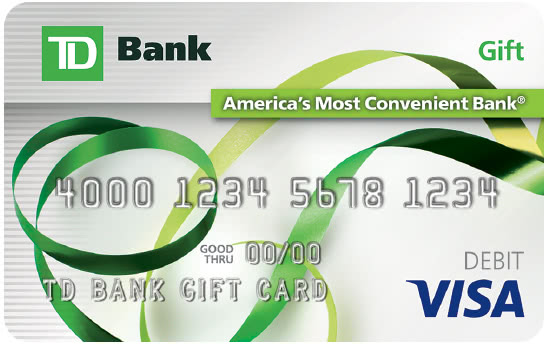 TD Bank
Gift
America's Most Convenient Bank®
4000 1234 5678 1234
GOOD THRU 00/00
TD BANK GIFT CARD
DEBIT
VISA